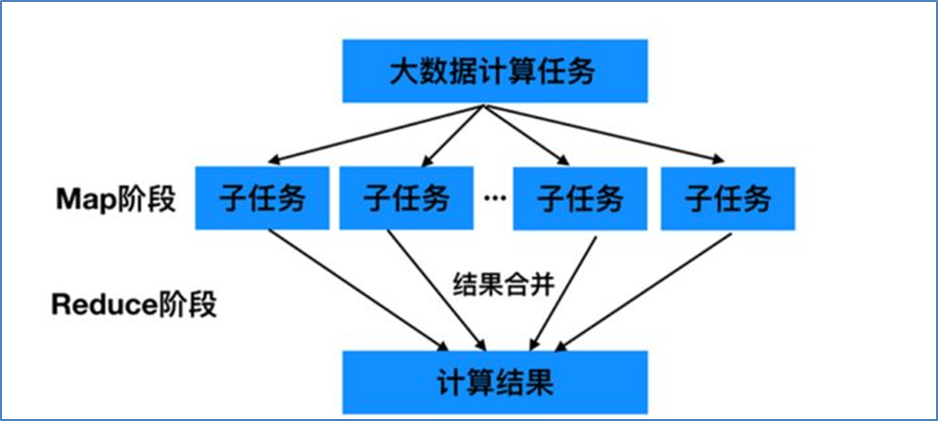 大数据计算任务
Map阶段
子任务
子任务
...
子任务
子任务
结果合并
Reduce阶段
计算结果